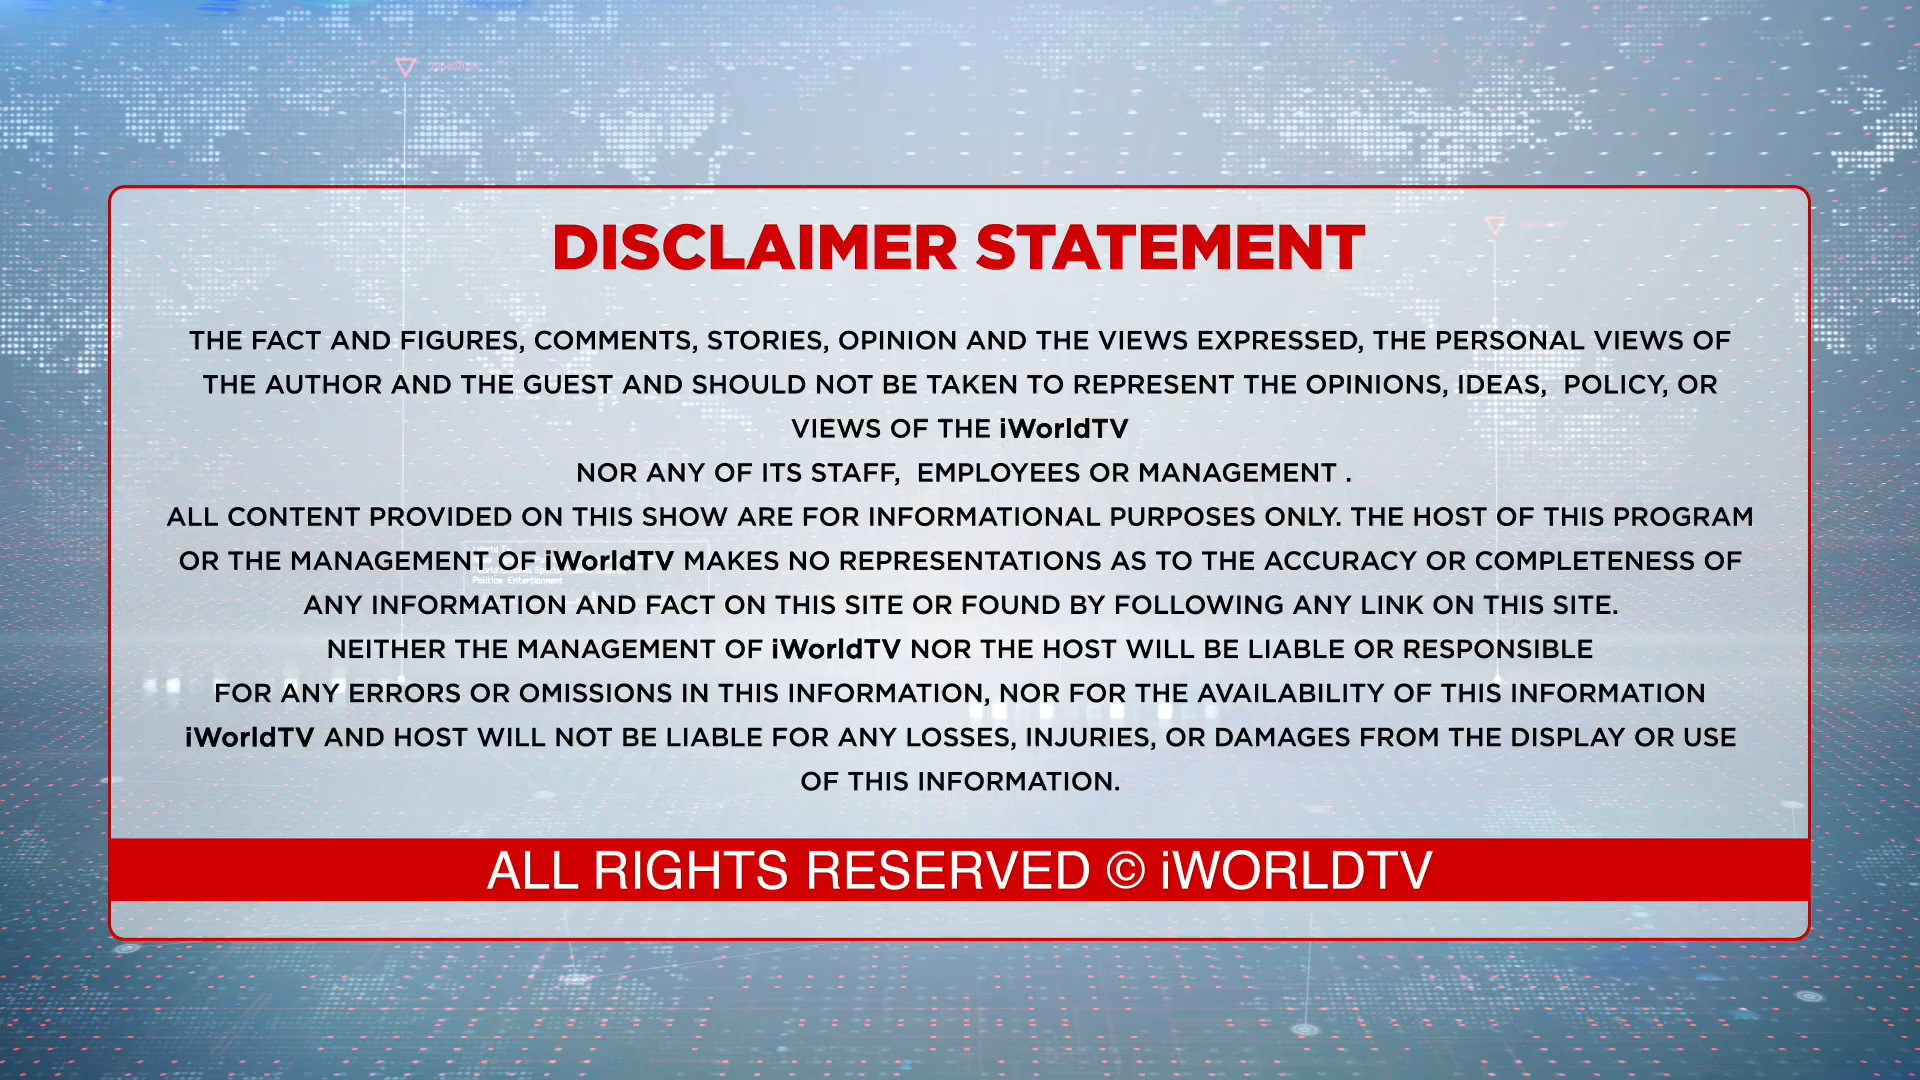 DISCLAIMER STATEMENT
THE FACT AND FIGURES, COMMENTS, STORIES, OPINION AND THE VIEWS EXPRESSED, THE PERSONAL VIEWS OF
THE AUTHOR AND THE GUEST AND SHOULD NOT BE TAKEN TO REPRESENT THE OPINIONS, IDEAS, POLICY, OR
VIEWS OF THE iWorldTV
NOR ANY OF ITS STAFF, EMPLOYEES OR MANAGEMENT .
ALL CONTENT PROVIDED ON THIS SHOW ARE FOR INFORMATIONAL PURPOSES ONLY. THE HOST OF THIS PROGRAM
OR THE MANAGEMENT OF iWorldTV MAKES NO REPRESENTATIONS AS TO THE ACCURACY OR COMPLETENESS OF
Politics Entertionment
ANY INFORMATION AND FACT ON THIS SITE OR FOUND BY FOLLOWING ANY LINK ON THIS SITE.
NEITHER THE MANAGEMENT OF iWorldTV NOR THE HOST WILL BE LIABLE OR RESPONSIBLE
FOR ANY ERRORS OR OMISSIONS IN THIS INFORMATION, NOR FOR THE AVAILABILITY OF THIS INFORMATION
iWorldTV AND HOST WILL NOT BE LIABLE FOR ANY LOSSES, INJURIES, OR DAMAGES FROM THE DISPLAY OR USE
OF THIS INFORMATION.
ALL RIGHTS RESERVED © iWORLDTV